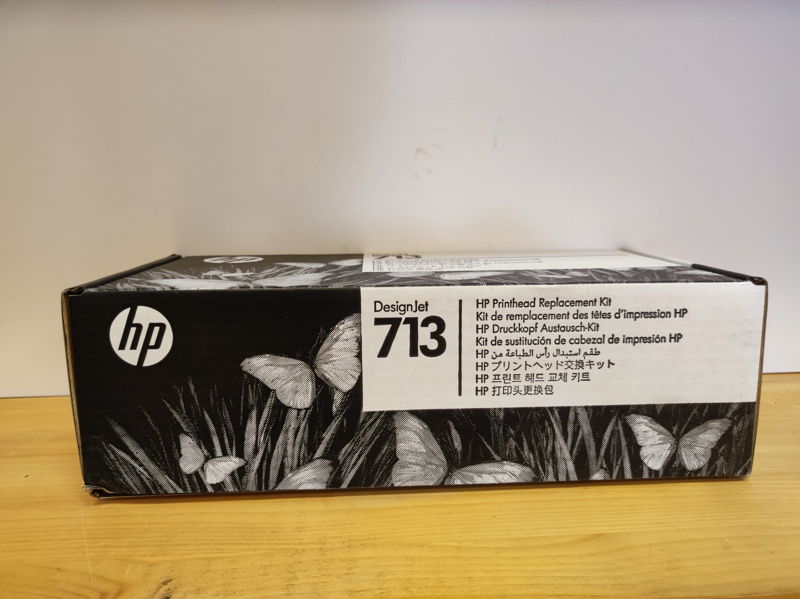 hp
DesignJet
713
HP Printhead Replacement Kit
Kit de remplacement des têtes d'impression HP
HP Druckkopf Austausch-Kit
Kit de sustitución de cabezal de impresión HP
طقم استبدال رأس الطباعة من HP
HP プリントヘッド交換キット
HP 프린트 헤드 교체 키트
HP 打印头更换包